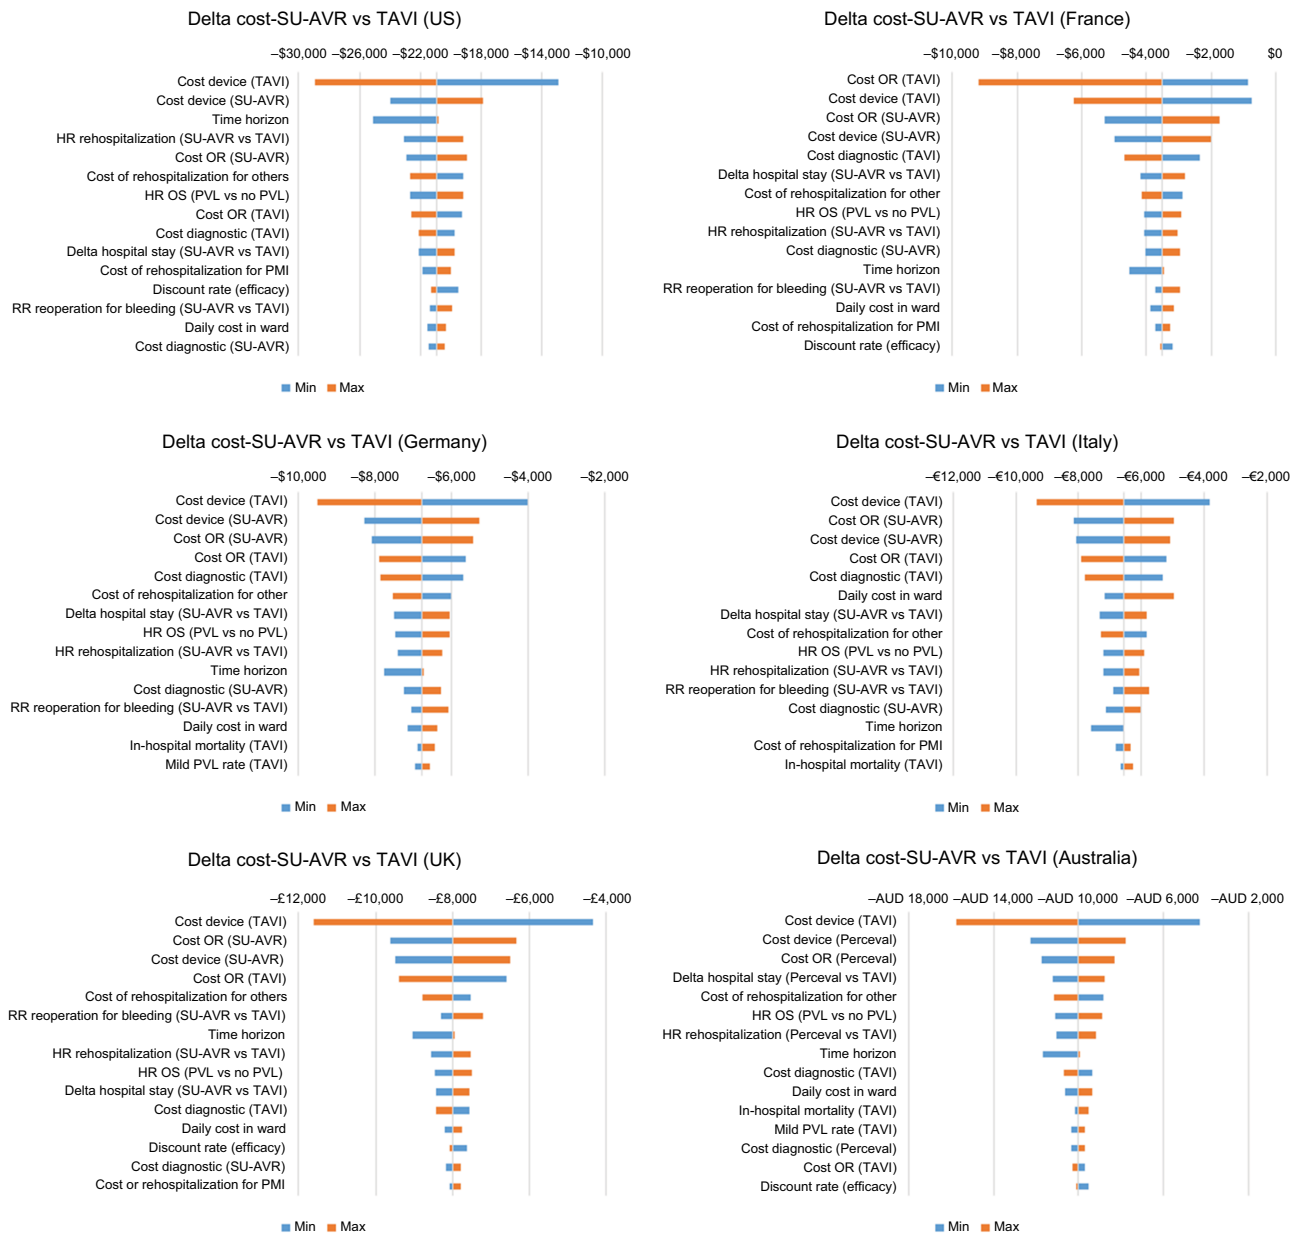 Delta cost-SU-AVR vs TAVI (US)
–$30,000 –$26,000 –$22,000 –$18,000 –$14,000 –$10,000
Cost device (TAVI)
Cost device (SU-AVR)
Time horizon
HR rehospitalization (SU-AVR vs TAVI)
Cost OR (SU-AVR)
Cost of rehospitalization for others
HR OS (PVL vs no PVL)
Cost OR (TAVI)
Cost diagnostic (TAVI)
Delta hospital stay (SU-AVR vs TAVI)
Cost of rehospitalization for PMI
Discount rate (efficacy)
RR reoperation for bleeding (SU-AVR vs TAVI)
Daily cost in ward
Cost diagnostic (SU-AVR)
Min Max
Delta cost-SU-AVR vs TAVI (France)
–$10,000 –$8,000 –$6,000 –$4,000 –$2,000 $0
Cost OR (TAVI)
Cost device (TAVI)
Cost OR (SU-AVR)
Cost device (SU-AVR)
Cost diagnostic (TAVI)
Delta hospital stay (SU-AVR vs TAVI)
Cost of rehospitalization for other
HR OS (PVL vs no PVL)
HR rehospitalization (SU-AVR vs TAVI)
Cost diagnostic (SU-AVR)
Time horizon
RR reoperation for bleeding (SU-AVR vs TAVI)
Daily cost in ward
Cost of rehospitalization for PMI
Discount rate (efficacy)
Min Max
Delta cost-SU-AVR vs TAVI (Germany)
–$10,000 –$8,000 –$6,000 –$4,000 –$2,000
Cost device (TAVI)
Cost device (SU-AVR)
Cost OR (SU-AVR)
Cost OR (TAVI)
Cost diagnostic (TAVI)
Cost of rehospitalization for other
Delta hospital stay (SU-AVR vs TAVI)
HR OS (PVL vs no PVL)
HR rehospitalization (SU-AVR vs TAVI)
Time horizon
Cost diagnostic (SU-AVR)
RR reoperation for bleeding (SU-AVR vs TAVI)
Daily cost in ward
In-hospital mortality (TAVI)
Mild PVL rate (TAVI)
Min Max
Delta cost-SU-AVR vs TAVI (Italy)
–€12,000 –€10,000 –€8,000 –€6,000 –€4,000 –€2,000
Cost device (TAVI)
Cost OR (SU-AVR)
Cost device (SU-AVR)
Cost OR (TAVI)
Cost diagnostic (TAVI)
Daily cost in ward
Delta hospital stay (SU-AVR vs TAVI)
Cost of rehospitalization for other
HR OS (PVL vs no PVL)
HR rehospitalization (SU-AVR vs TAVI)
RR reoperation for bleeding (SU-AVR vs TAVI)
Cost diagnostic (SU-AVR)
Time horizon
Cost of rehospitalization for PMI
In-hospital mortality (TAVI)
Min Max
Delta cost-SU-AVR vs TAVI (UK)
–£12,000 –£10,000 –£8,000 –£6,000 –£4,000
Cost device (TAVI)
Cost OR (SU-AVR)
Cost device (SU-AVR)
Cost OR (TAVI)
Cost of rehospitalization for others
RR reoperation for bleeding (SU-AVR vs TAVI)
Time horizon
HR rehospitalization (SU-AVR vs TAVI)
HR OS (PVL vs no PVL)
Delta hospital stay (SU-AVR vs TAVI)
Cost diagnostic (TAVI)
Daily cost in ward
Discount rate (efficacy)
Cost diagnostic (SU-AVR)
Cost or rehospitalization for PMI
Min Max
Delta cost-SU-AVR vs TAVI (Australia)
–AUD 18,000 –AUD 14,000 –AUD 10,000 –AUD 6,000 –AUD 2,000
Cost device (TAVI)
Cost device (Perceval)
Cost OR (Perceval)
Delta hospital stay (Perceval vs TAVI)
Cost of rehospitalization for other
HR OS (PVL vs no PVL)
HR rehospitalization (Perceval vs TAVI)
Time horizon
Cost diagnostic (TAVI)
Daily cost in ward
In-hospital mortality (TAVI)
Mild PVL rate (TAVI)
Cost diagnostic (Perceval)
Cost OR (TAVI)
Discount rate (efficacy)
Min Max